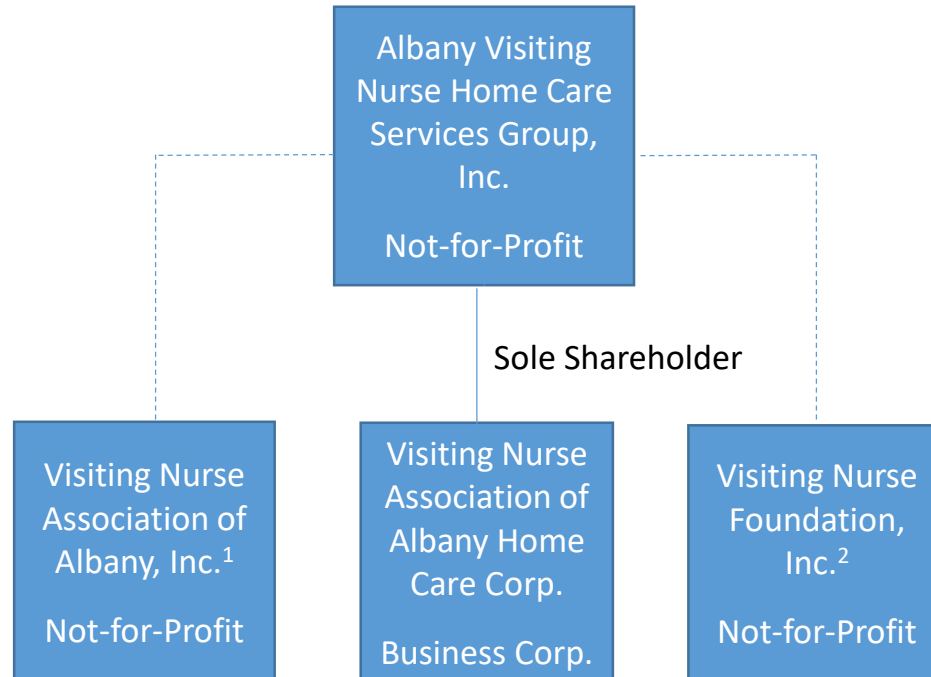 Albany Visiting
Nurse Home Care
Services Group,
Inc.
Not-for-Profit
Sole Shareholder
Visiting Nurse
Association of
Albany, Inc.¹
Not-for-Profit
Visiting Nurse
Association of
Albany Home
Care Corp.
Business Corp.
Visiting Nurse
Foundation,
Inc.²
Not-for-Profit